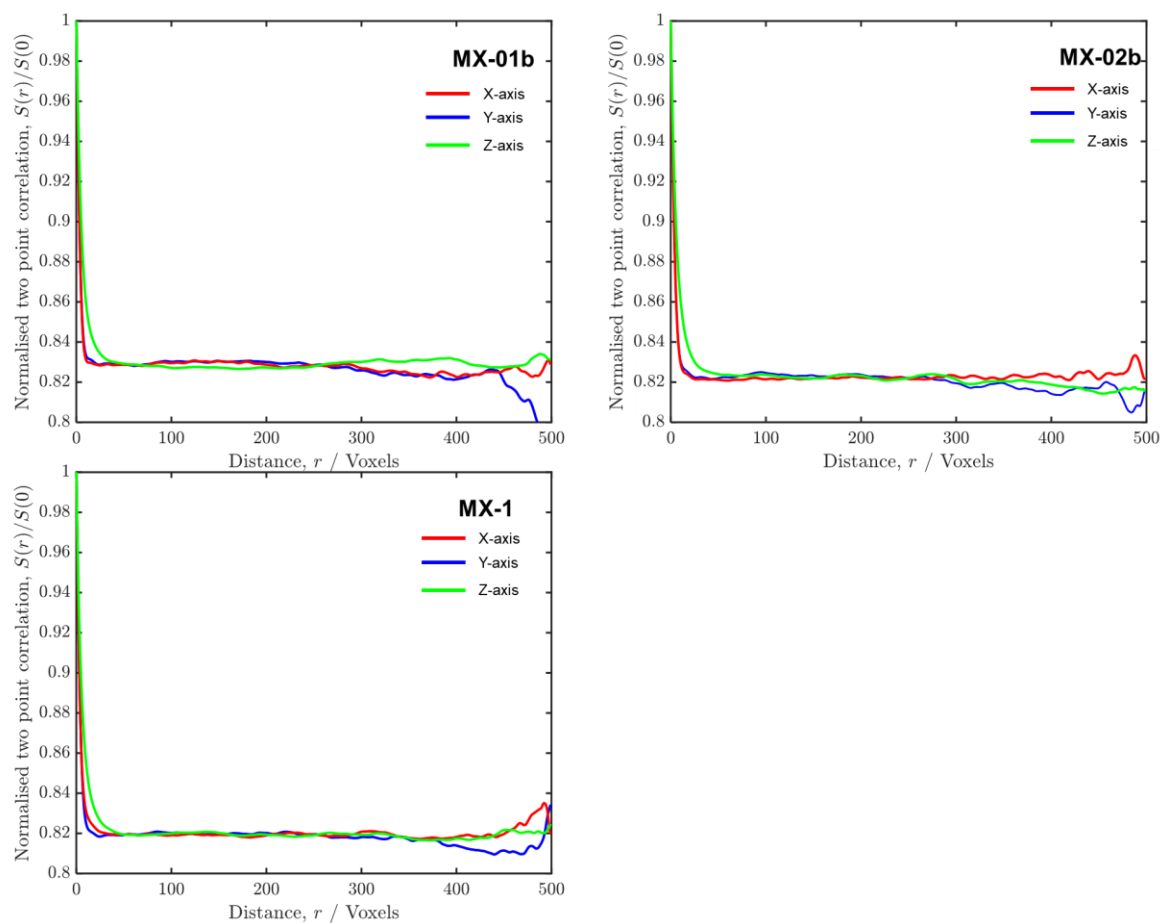 MX-01b
X-axis
Y-axis
Z-axis
Normalised two point correlation, S(r)/S(0)
1
0.98
0.96
0.94
0.92
0.9
0.88
0.86
0.84
0.82
0.8
0 100 200 300 400 500
Distance, r / Voxels
MX-02b
X-axis
Y-axis
Z-axis
Normalised two point correlation, S(r)/S(0)
1
0.98
0.96
0.94
0.92
0.9
0.88
0.86
0.84
0.82
0.8
0 100 200 300 400 500
Distance, r / Voxels
MX-1
X-axis
Y-axis
Z-axis
Normalised two point correlation, S(r)/S(0)
1
0.98
0.96
0.94
0.92
0.9
0.88
0.86
0.84
0.82
0.8
0 100 200 300 400 500
Distance, r / Voxels